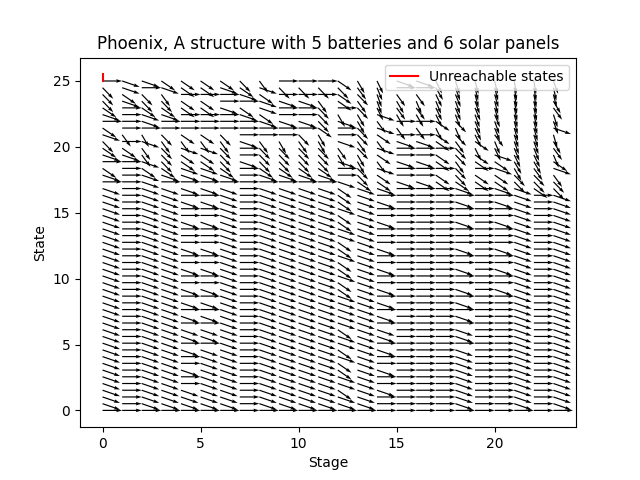 Phoenix, A structure with 5 batteries and 6 solar panels
Unreachable states
25
20
15
10
5
0
State
0 5 10 15 20
Stage